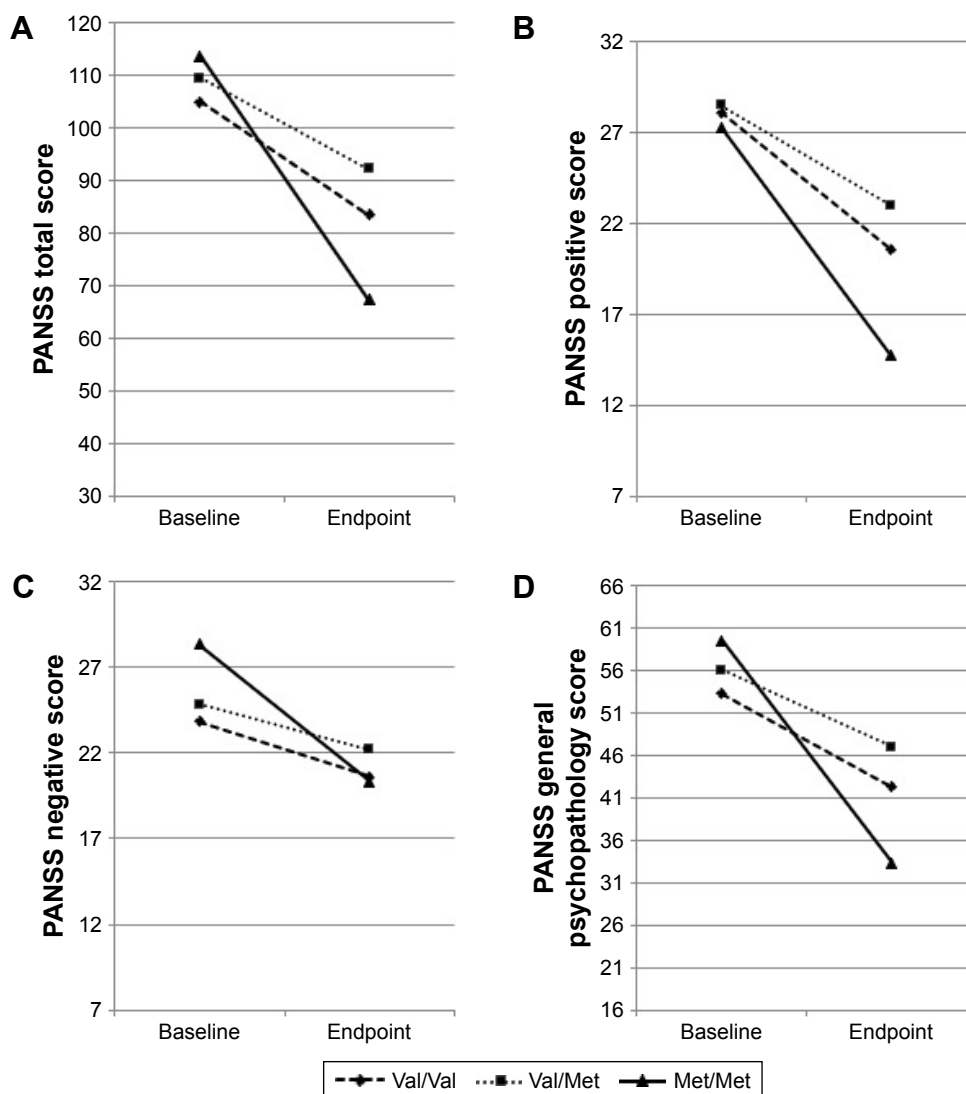 A
PANSS total score
120
110
100
90
80
70
60
50
40
30
Baseline Endpoint
B
PANSS positive score
32
27
22
17
12
7
Baseline Endpoint
C
PANSS negative score
32
27
22
17
12
7
Baseline Endpoint
D
PANSS general
psychopathology score
66
61
56
51
46
41
36
31
26
21
16
Baseline Endpoint
Val/Val Val/Met Met/Met